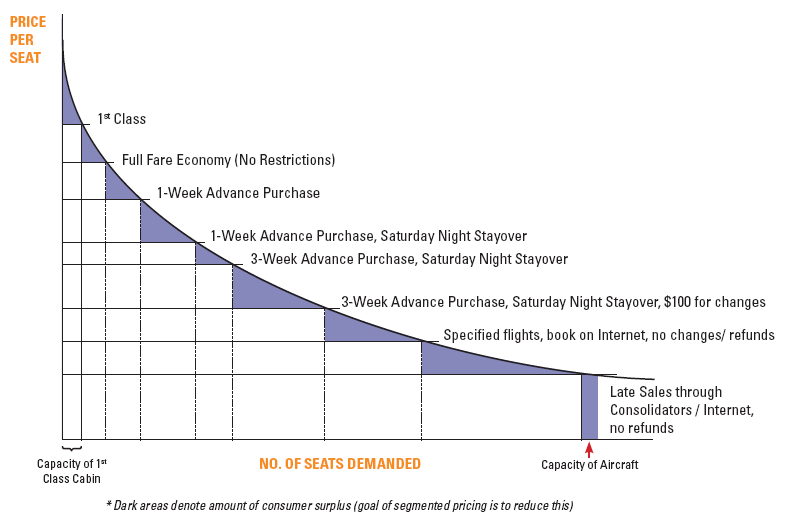 PRICE
PER
SEAT
1st Class
Full Fare Economy (No Restrictions)
1-Week Advance Purchase
1-Week Advance Purchase, Saturday Night Stayover
3-Week Advance Purchase, Saturday Night Stayover
3-Week Advance Purchase, Saturday Night Stayover, $100 for changes
Specified flights, book on Internet, no changes/ refunds
Late Sales through
Consolidators / Internet,
no refunds
Capacity of 1st
Class Cabin
NO. OF SEATS DEMANDED
Capacity of Aircraft
* Dark areas denote amount of consumer surplus (goal of segmented pricing is to reduce this)